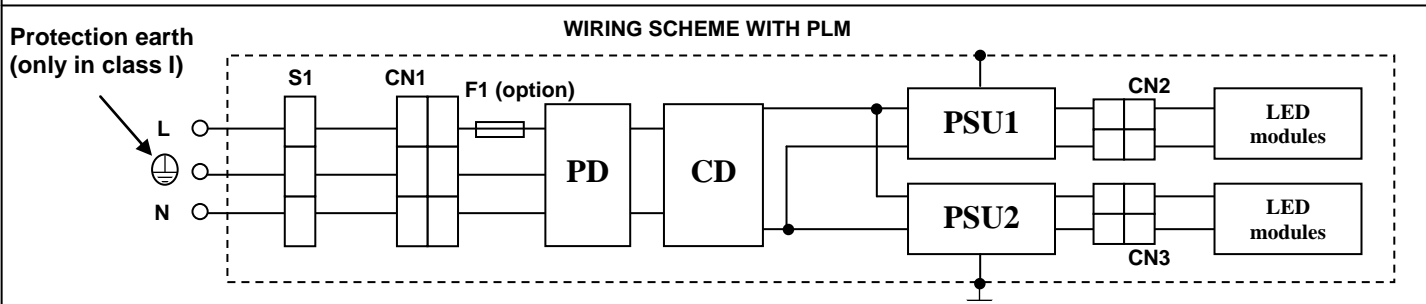 WIRING SCHEME WITH PLM
Protection earth
(only in class I)
S1
CN1
F1 (option)
L
N
PD
CD
PSU1
CN2
LED
modules
PSU2
CN3
LED
modules